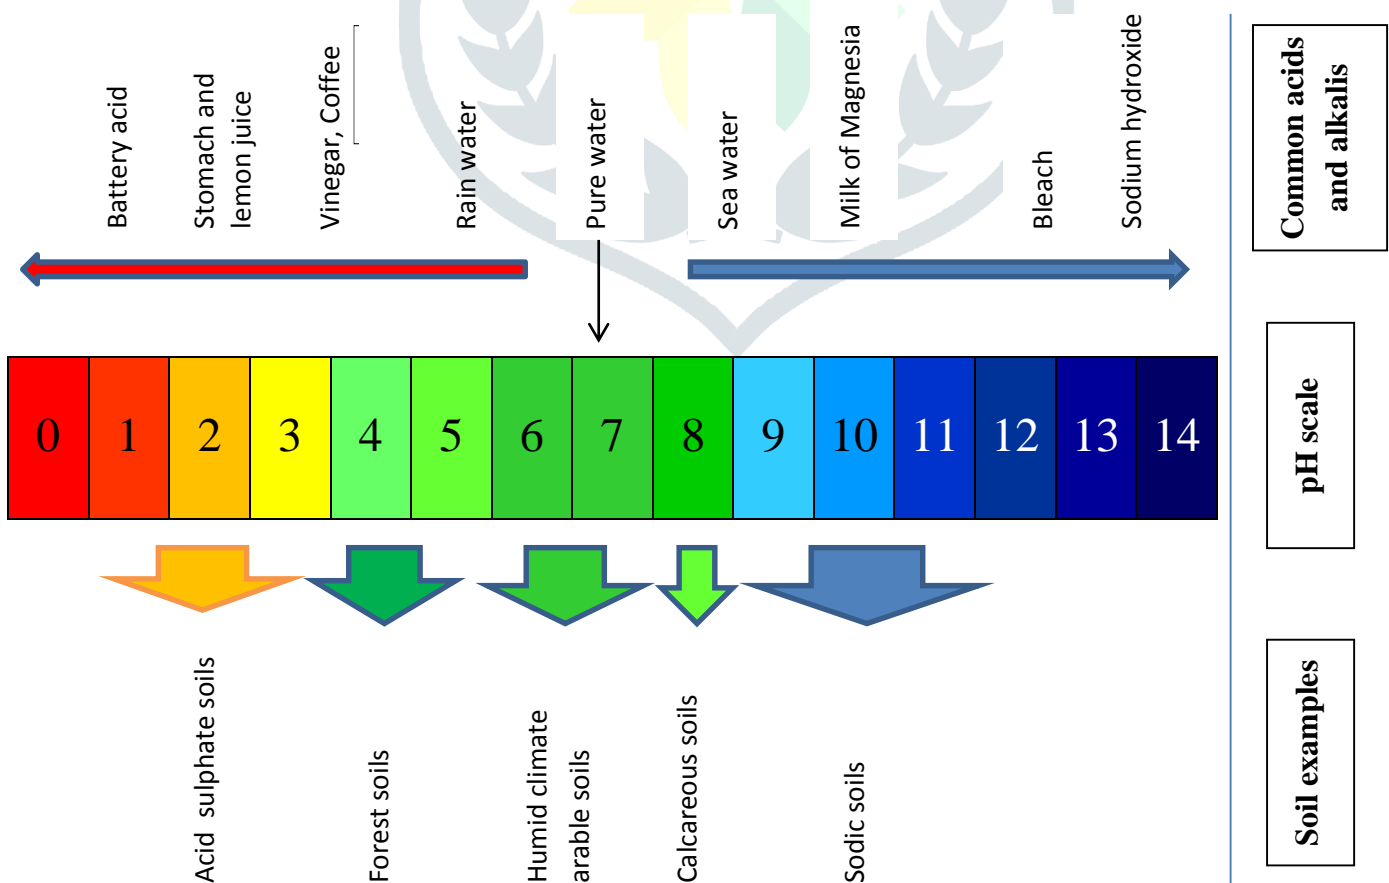 Battery acid
Stomach and
lemon juice
Vinegar, Coffee
Rain water
Pure water
Sea water
Milk of Magnesia
Bleach
Sodium hydroxide
Common acids
and alkalis
0 1 2 3 4 5 6 7 8 9 10 11 12 13 14
pH scale
Acid sulphate soils
Forest soils
Humid climate
arable soils
Calcareous soils
Sodic soils
Soil examples